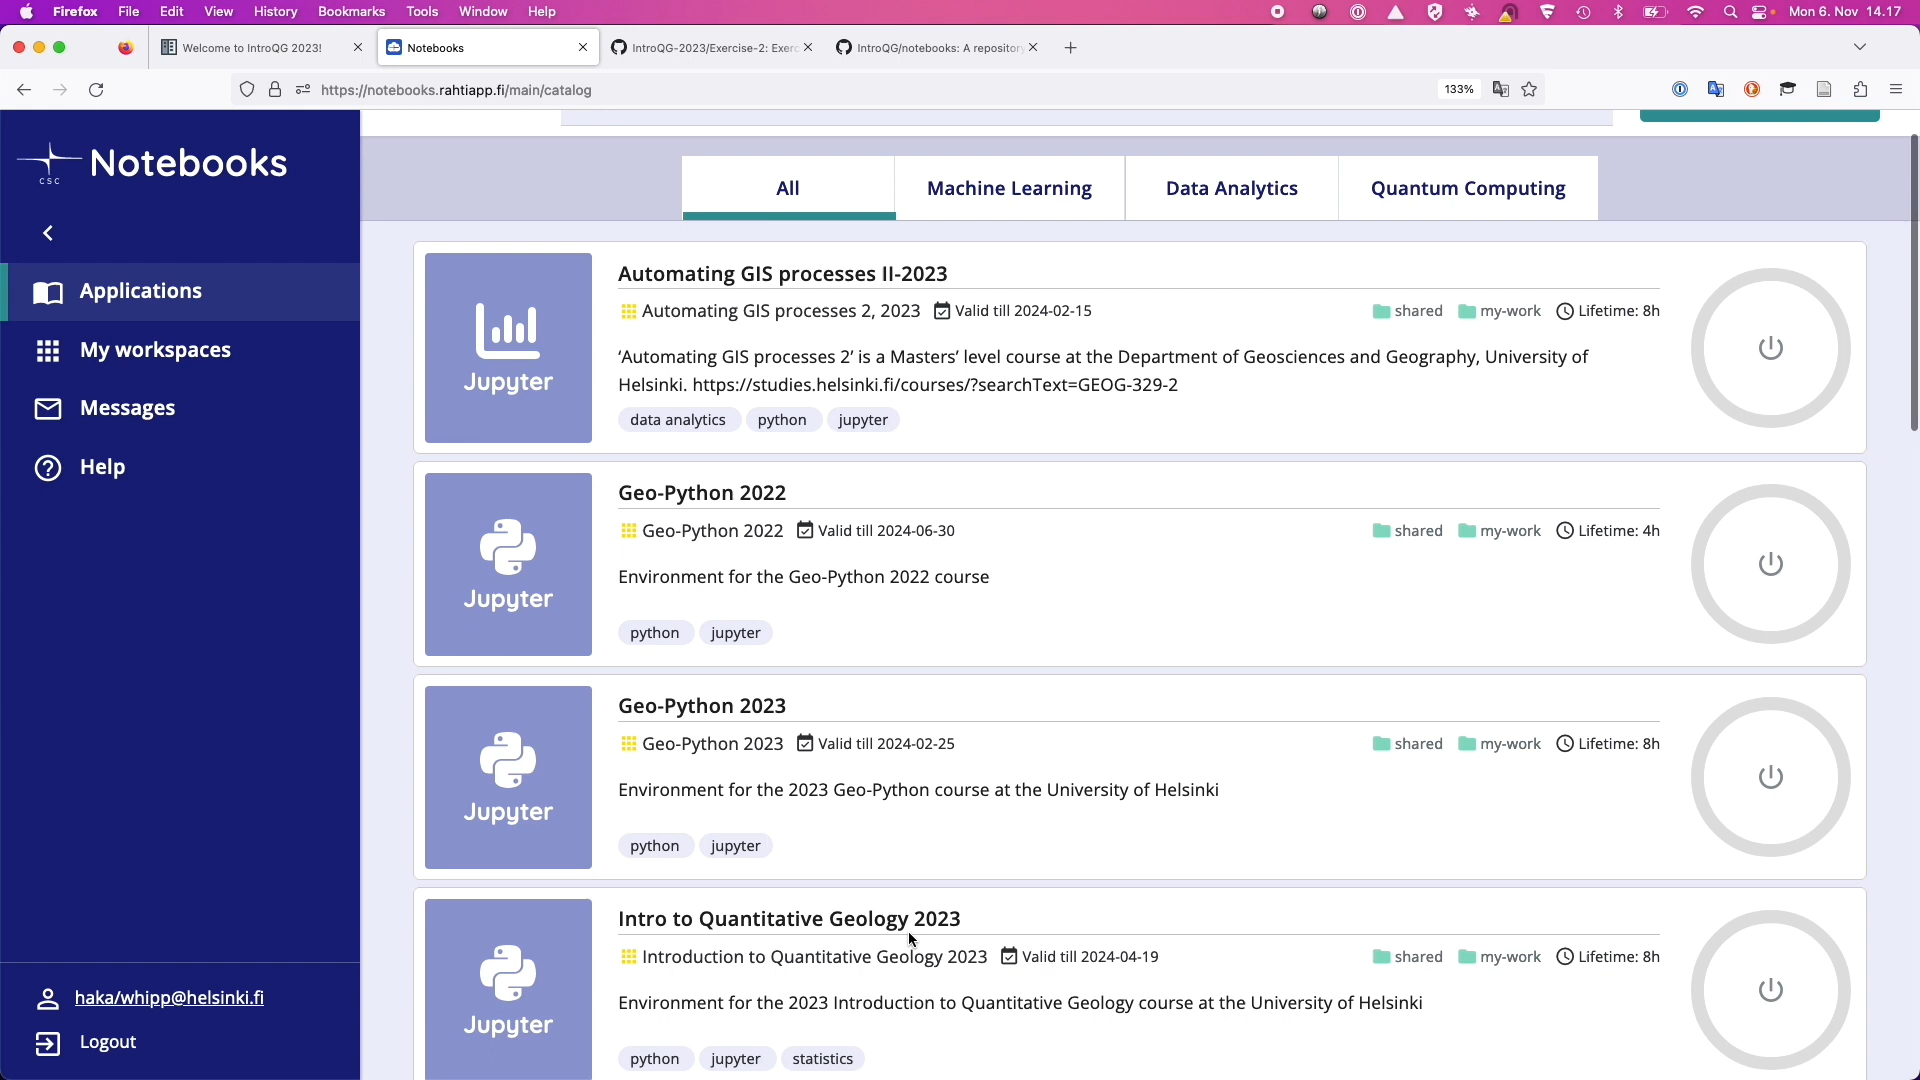 Firefox File Edit View History Bookmarks Tools Window Help Mon 6. Nov 14.17
Welcome to IntroQG 2023! Notebooks IntroQG-2023/Exercise-2: Exerc IntroQG/notebooks: A repository
https://notebooks.rahtiapp.fi/main/catalog 133%
CSC Notebooks
Applications
My workspaces
Messages
Help
haka/whipp@helsinki.fi
Logout
All Machine Learning Data Analytics Quantum Computing
Jupyter
Automating GIS processes II-2023
Automating GIS processes 2, 2023 Valid till 2024-02-15 shared my-work Lifetime: 8h
‘Automating GIS processes 2’ is a Masters’ level course at the Department of Geosciences and Geography, University of
Helsinki. https://studies.helsinki.fi/courses/?searchText=GEOG-329-2
data analytics python jupyter
Jupyter
Geo-Python 2022
Geo-Python 2022 Valid till 2024-06-30 shared my-work Lifetime: 4h
Environment for the Geo-Python 2022 course
python jupyter
Jupyter
Geo-Python 2023
Geo-Python 2023 Valid till 2024-02-25 shared my-work Lifetime: 8h
Environment for the 2023 Geo-Python course at the University of Helsinki
python jupyter
Jupyter
Intro to Quantitative Geology 2023
Introduction to Quantitative Geology 2023 Valid till 2024-04-19 shared my-work Lifetime: 8h
Environment for the 2023 Introduction to Quantitative Geology course at the University of Helsinki
python jupyter statistics